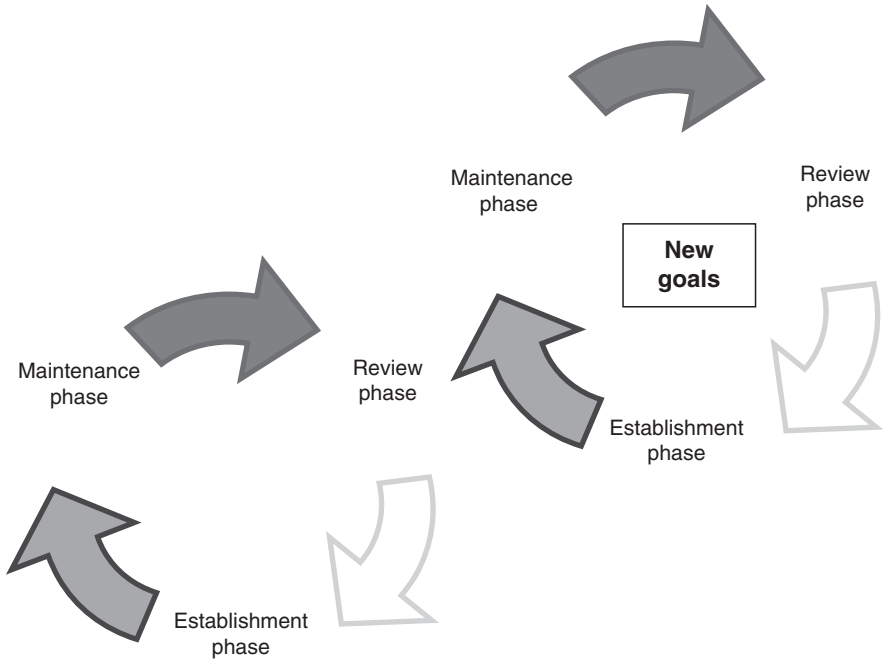 Maintenance
phase
Review
phase
New
goals
Maintenance
phase
Review
phase
Establishment
phase
Establishment
phase